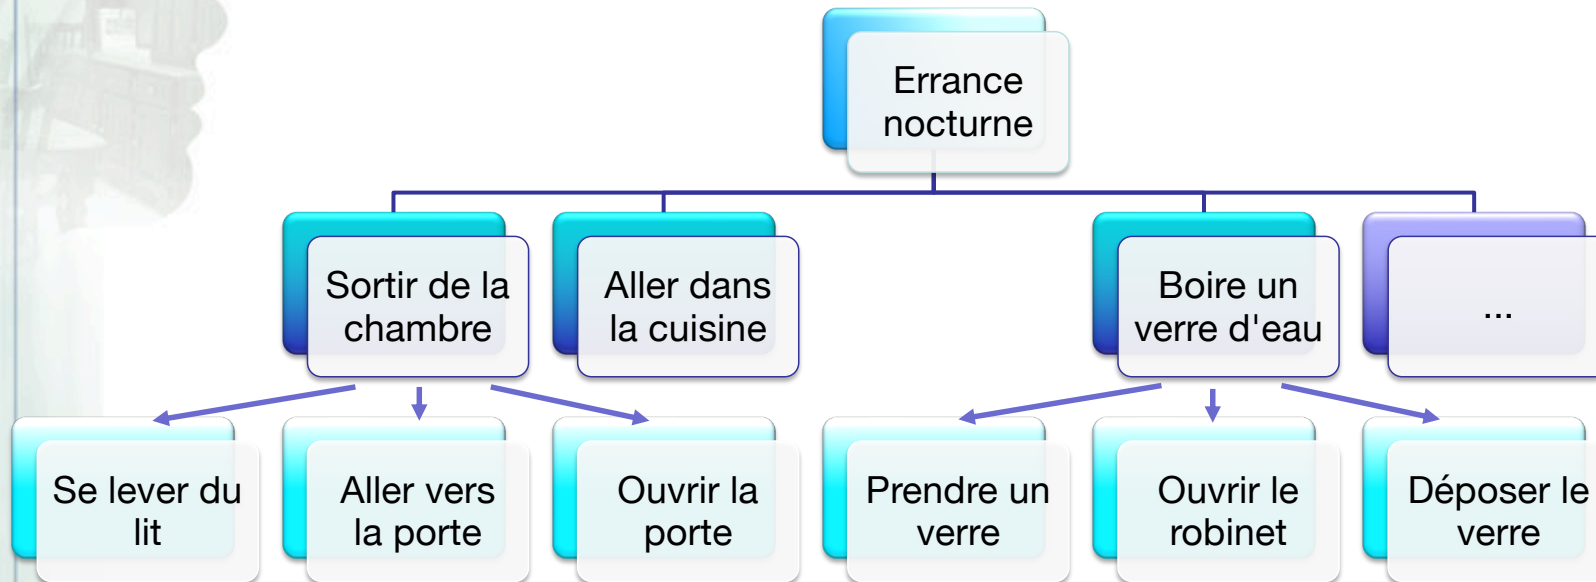 Errance
nocturne
Sortir de la
chambre
Aller dans
la cuisine
Boire un
verre d'eau
...
Se lever du
lit
Aller vers
la porte
Ouvrir la
porte
Prendre un
verre
Ouvrir le
robinet
Déposer le
verre